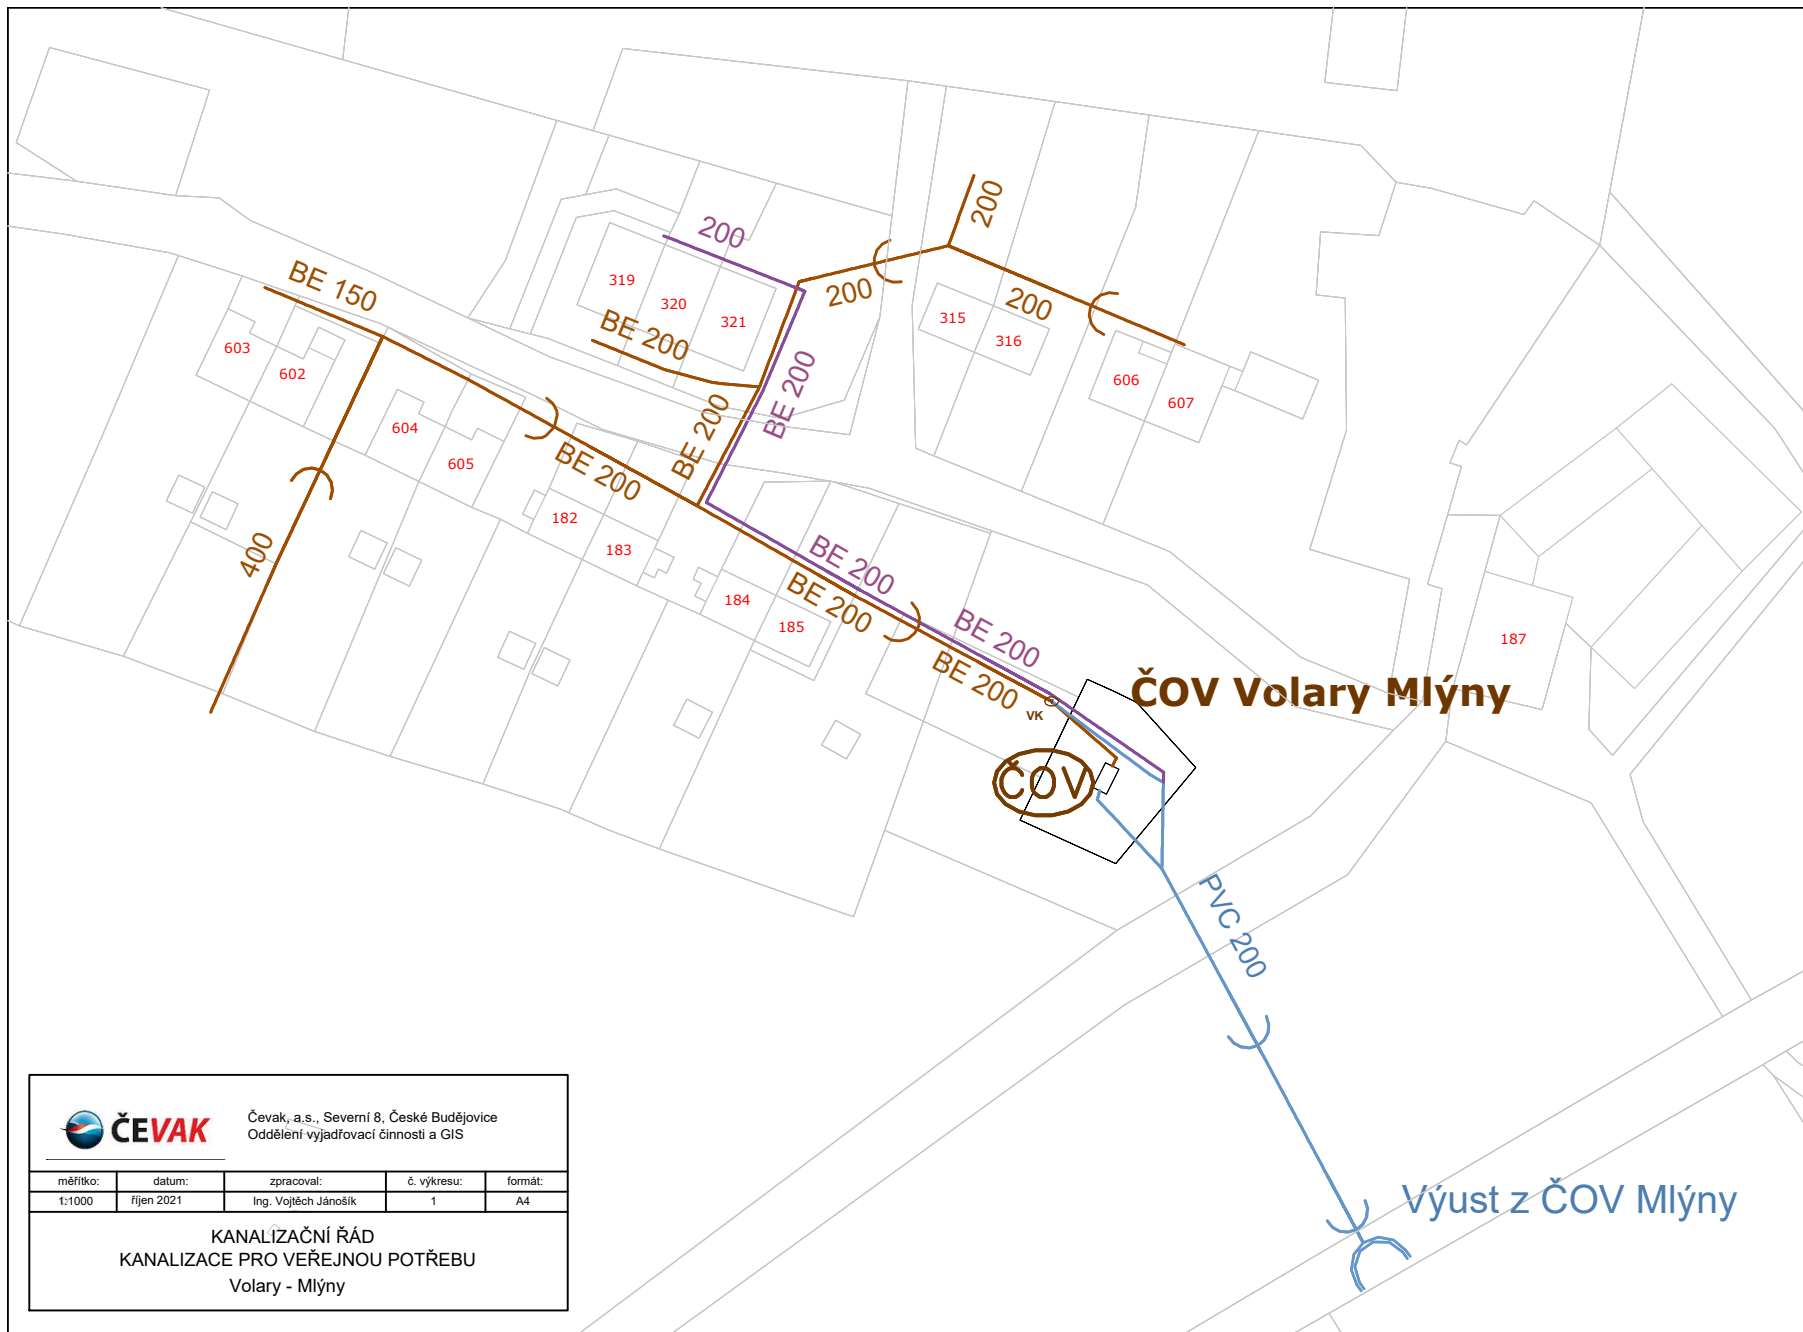 200
200
BE 150
319
200
320
200
315
321
BE 200
316
603
BE 200
602
606
607
604
BE 200
605
BE 200
182
400
183
BE 200
184
BE 200
185
BE 200
187
BE 200
ČOV Volary Mlýny
VK
ČOV
PVC 200
Výust z ČOV Mlýny
ČEVAK
Čevak, a.s., Severní 8, České Budějovice
Oddělení vyjadřovací činnosti a GIS
měřítko: datum: zpracoval: č. výkresu: formát:
1:1000 říjen 2021 Ing. Vojtěch Jánošík 1 A4
KANALIZAČNÍ ŘÁD
KANALIZACE PRO VEŘEJNOU POTŘEBU
Volary - Mlýny